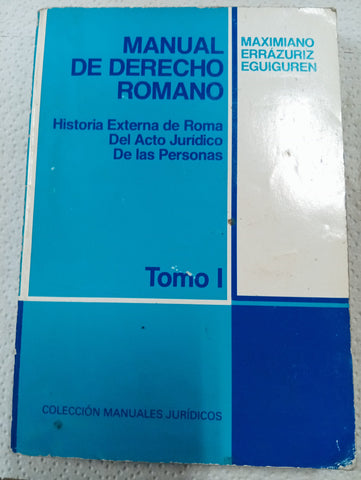 MANUAL
DE DERECHO
ROMANO
MAXIMIANO
ERRÁZURIZ
EGUIGUREN
Historia Externa de Roma
Del Acto Jurídico
De las Personas
Tomo I
COLECCIÓN MANUALES JURÍDICOS